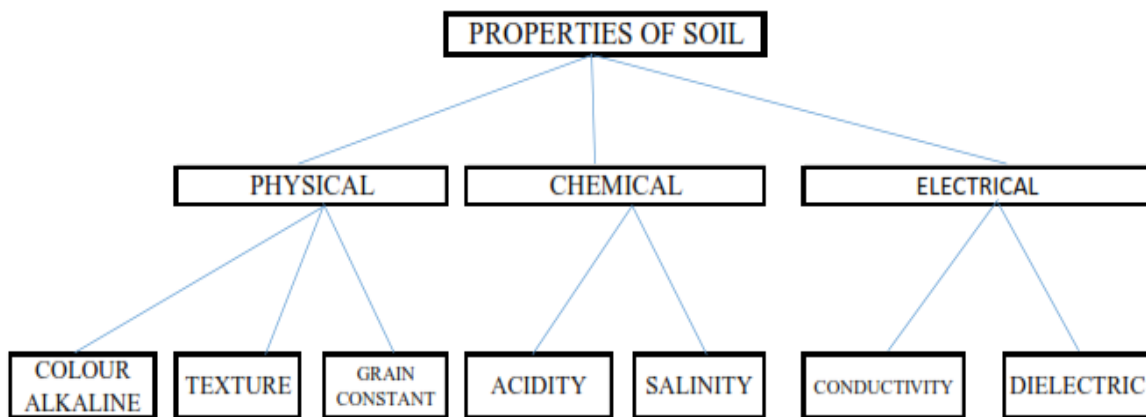 PROPERTIES OF SOIL
PHYSICAL
CHEMICAL
ELECTRICAL
COLOUR
ALKALINE
TEXTURE
GRAIN
CONSTANT
ACIDITY
SALINITY
CONDUCTIVITY
DIELECTRIC